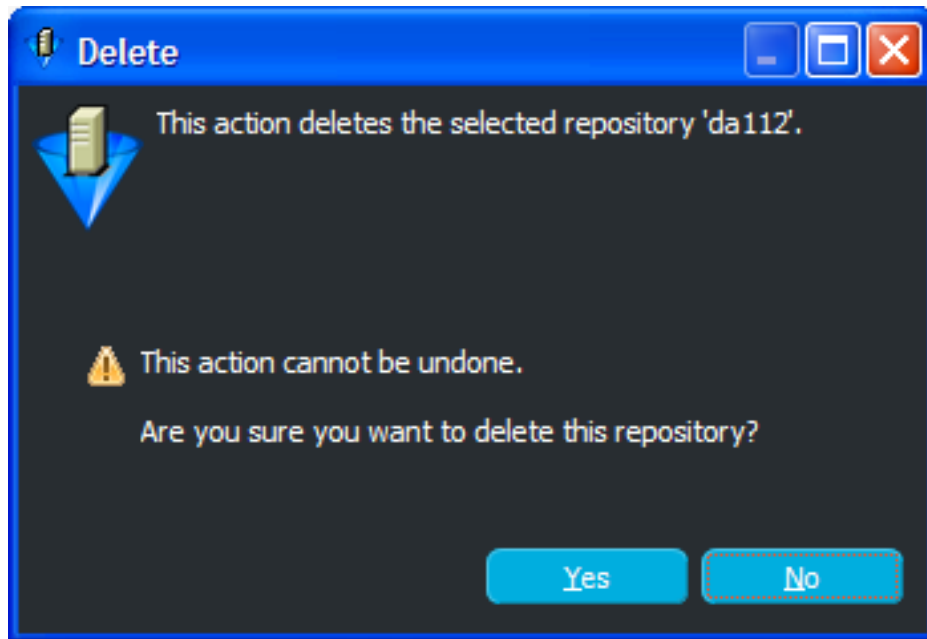 Delete
This action deletes the selected repository 'da112'.
This action cannot be undone.
Are you sure you want to delete this repository?
Yes
No